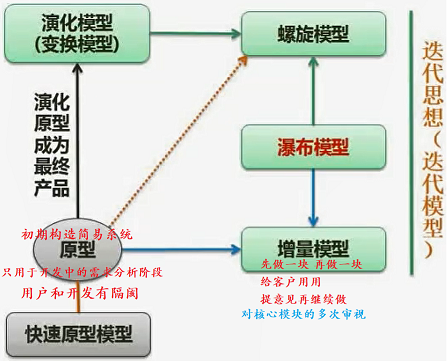 演化模型
(变换模型)
螺旋模型
演化
原型
成为
最终
产品
瀑布模型
迭代思想（迭代模型）
初期构造简易系统
原型
只用于开发中的需求分析阶段
用户和开发有隔阂
增量模型
先做一块 再做一块
给客户用用
提意见再继续做
对核心模块的多次审视
快速原型模型